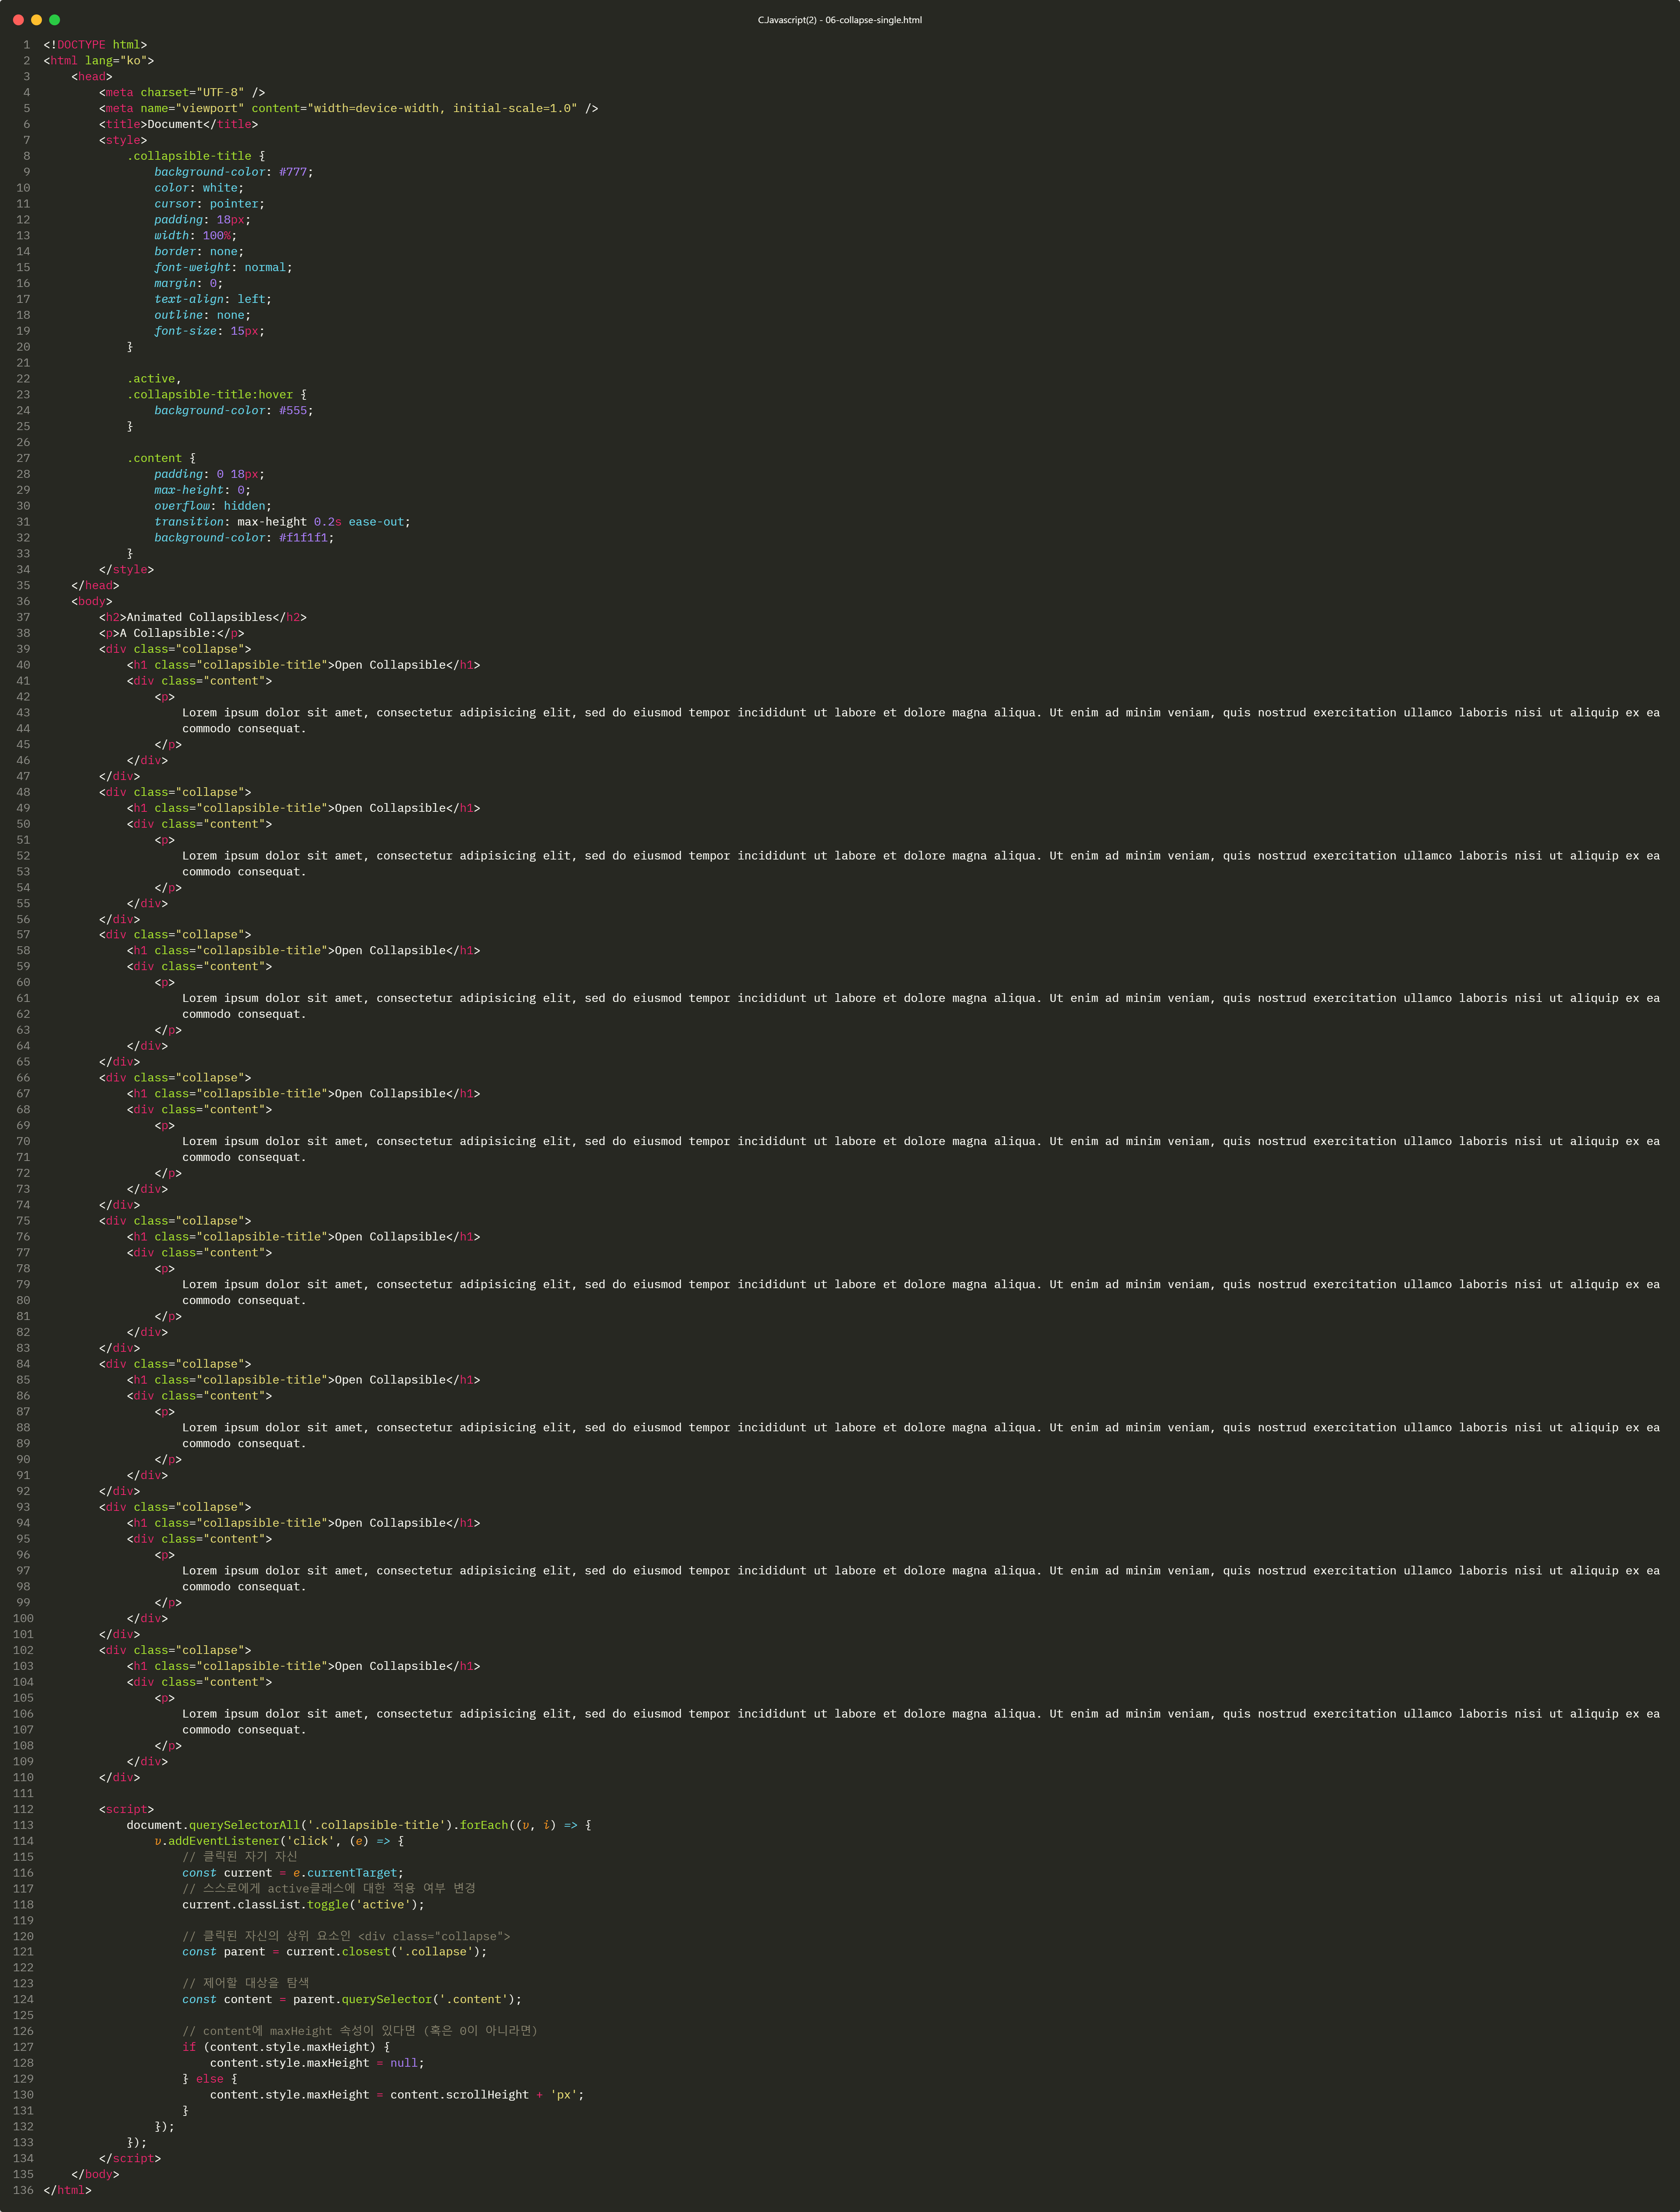 C.Javascript(2) - 06-collapse-single.html
1 <!DOCTYPE html>
2 <html lang="ko">
3     <head>
4         <meta charset="UTF-8" />
5         <meta name="viewport" content="width=device-width, initial-scale=1.0" />
6         <title>Document</title>
7         <style>
8             .collapsible-title {
9                 background-color: #777;
10                 color: white;
11                 cursor: pointer;
12                 padding: 18px;
13                 width: 100%;
14                 border: none;
15                 font-weight: normal;
16                 margin: 0;
17                 text-align: left;
18                 outline: none;
19                 font-size: 15px;
20             }
21
22             .active,
23             .collapsible-title:hover {
24                 background-color: #555;
25             }
26
27             .content {
28                 padding: 0 18px;
29                 max-height: 0;
30                 overflow: hidden;
31                 transition: max-height 0.2s ease-out;
32                 background-color: #f1f1f1;
33             }
34         </style>
35     </head>
36     <body>
37         <h2>Animated Collapsibles</h2>
38         <p>A Collapsible:</p>
39         <div class="collapse">
40             <h1 class="collapsible-title">Open Collapsible</h1>
41             <div class="content">
42                 <p>
43                     Lorem ipsum dolor sit amet, consectetur adipisicing elit, sed do eiusmod tempor incididunt ut labore et dolore magna aliqua. Ut enim ad minim veniam, quis nostrud exercitation ullamco laboris nisi ut aliquip ex ea
44                     commodo consequat.
45                 </p>
46             </div>
47         </div>
48         <div class="collapse">
49             <h1 class="collapsible-title">Open Collapsible</h1>
50             <div class="content">
51                 <p>
52                     Lorem ipsum dolor sit amet, consectetur adipisicing elit, sed do eiusmod tempor incididunt ut labore et dolore magna aliqua. Ut enim ad minim veniam, quis nostrud exercitation ullamco laboris nisi ut aliquip ex ea
53                     commodo consequat.
54                 </p>
55             </div>
56         </div>
57         <div class="collapse">
58             <h1 class="collapsible-title">Open Collapsible</h1>
59             <div class="content">
60                 <p>
61                     Lorem ipsum dolor sit amet, consectetur adipisicing elit, sed do eiusmod tempor incididunt ut labore et dolore magna aliqua. Ut enim ad minim veniam, quis nostrud exercitation ullamco laboris nisi ut aliquip ex ea
62                     commodo consequat.
63                 </p>
64             </div>
65         </div>
66         <div class="collapse">
67             <h1 class="collapsible-title">Open Collapsible</h1>
68             <div class="content">
69                 <p>
70                     Lorem ipsum dolor sit amet, consectetur adipisicing elit, sed do eiusmod tempor incididunt ut labore et dolore magna aliqua. Ut enim ad minim veniam, quis nostrud exercitation ullamco laboris nisi ut aliquip ex ea
71                     commodo consequat.
72                 </p>
73             </div>
74         </div>
75         <div class="collapse">
76             <h1 class="collapsible-title">Open Collapsible</h1>
77             <div class="content">
78                 <p>
79                     Lorem ipsum dolor sit amet, consectetur adipisicing elit, sed do eiusmod tempor incididunt ut labore et dolore magna aliqua. Ut enim ad minim veniam, quis nostrud exercitation ullamco laboris nisi ut aliquip ex ea
80                     commodo consequat.
81                 </p>
82             </div>
83         </div>
84         <div class="collapse">
85             <h1 class="collapsible-title">Open Collapsible</h1>
86             <div class="content">
87                 <p>
88                     Lorem ipsum dolor sit amet, consectetur adipisicing elit, sed do eiusmod tempor incididunt ut labore et dolore magna aliqua. Ut enim ad minim veniam, quis nostrud exercitation ullamco laboris nisi ut aliquip ex ea
89                     commodo consequat.
90                 </p>
91             </div>
92         </div>
93         <div class="collapse">
94             <h1 class="collapsible-title">Open Collapsible</h1>
95             <div class="content">
96                 <p>
97                     Lorem ipsum dolor sit amet, consectetur adipisicing elit, sed do eiusmod tempor incididunt ut labore et dolore magna aliqua. Ut enim ad minim veniam, quis nostrud exercitation ullamco laboris nisi ut aliquip ex ea
98                     commodo consequat.
99                 </p>
100             </div>
101         </div>
102         <div class="collapse">
103             <h1 class="collapsible-title">Open Collapsible</h1>
104             <div class="content">
105                 <p>
106                     Lorem ipsum dolor sit amet, consectetur adipisicing elit, sed do eiusmod tempor incididunt ut labore et dolore magna aliqua. Ut enim ad minim veniam, quis nostrud exercitation ullamco laboris nisi ut aliquip ex ea
107                     commodo consequat.
108                 </p>
109             </div>
110         </div>
111
112         <script>
113             document.querySelectorAll('.collapsible-title').forEach((v, i) => {
114                 v.addEventListener('click', (e) => {
115                     // 클릭된 자기 자신
116                     const current = e.currentTarget;
117                     // 스스로에게 active클래스에 대한 적용 여부 변경
118                     current.classList.toggle('active');
119
120                     // 클릭된 자신의 상위 요소인 <div class="collapse">
121                     const parent = current.closest('.collapse');
122
123                     // 제어할 대상을 탐색
124                     const content = parent.querySelector('.content');
125
126                     // content에 maxHeight 속성이 있다면 (혹은 0이 아니라면)
127                     if (content.style.maxHeight) {
128                         content.style.maxHeight = null;
129                     } else {
130                         content.style.maxHeight = content.scrollHeight + 'px';
131                     }
132                 });
133             });
134         </script>
135     </body>
136 </html>